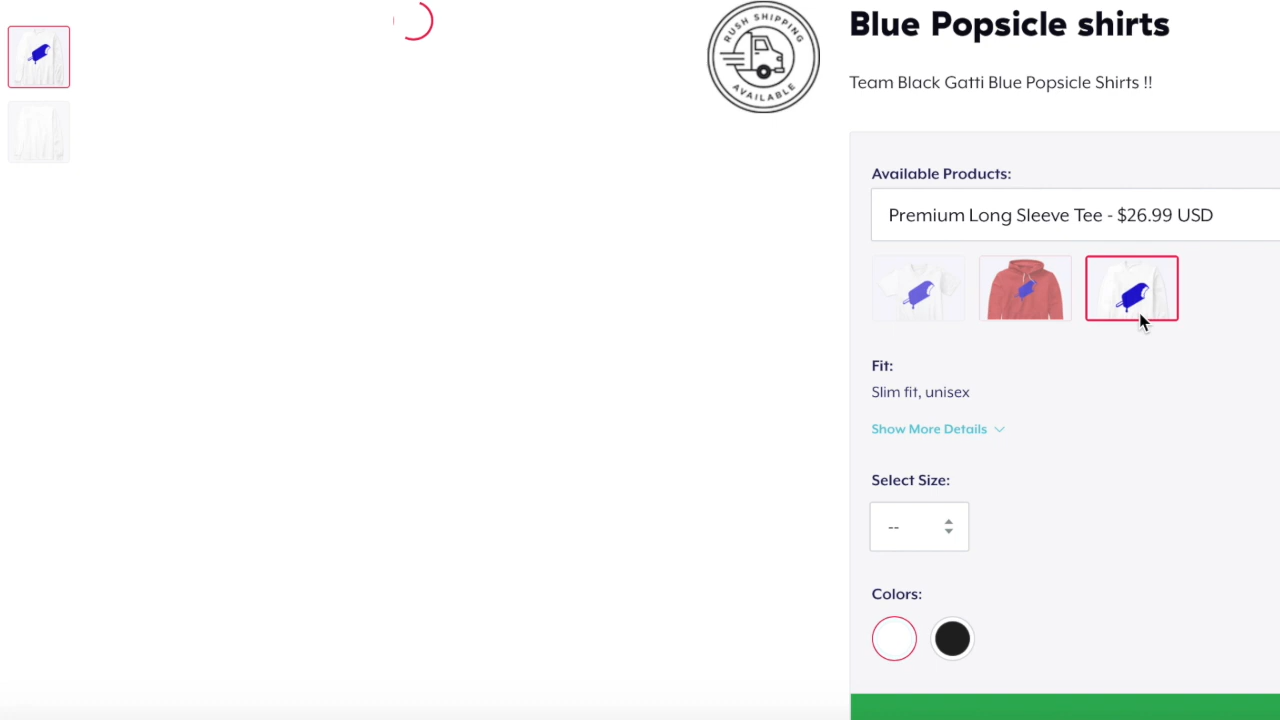 RUSH SHIPPING
AVAILABLE
Blue Popsicle shirts
Team Black Gatti Blue Popsicle Shirts !!
Available Products:
Premium Long Sleeve Tee - $26.99 USD
Fit:
Slim fit, unisex
Show More Details
Select Size:
--
Colors: